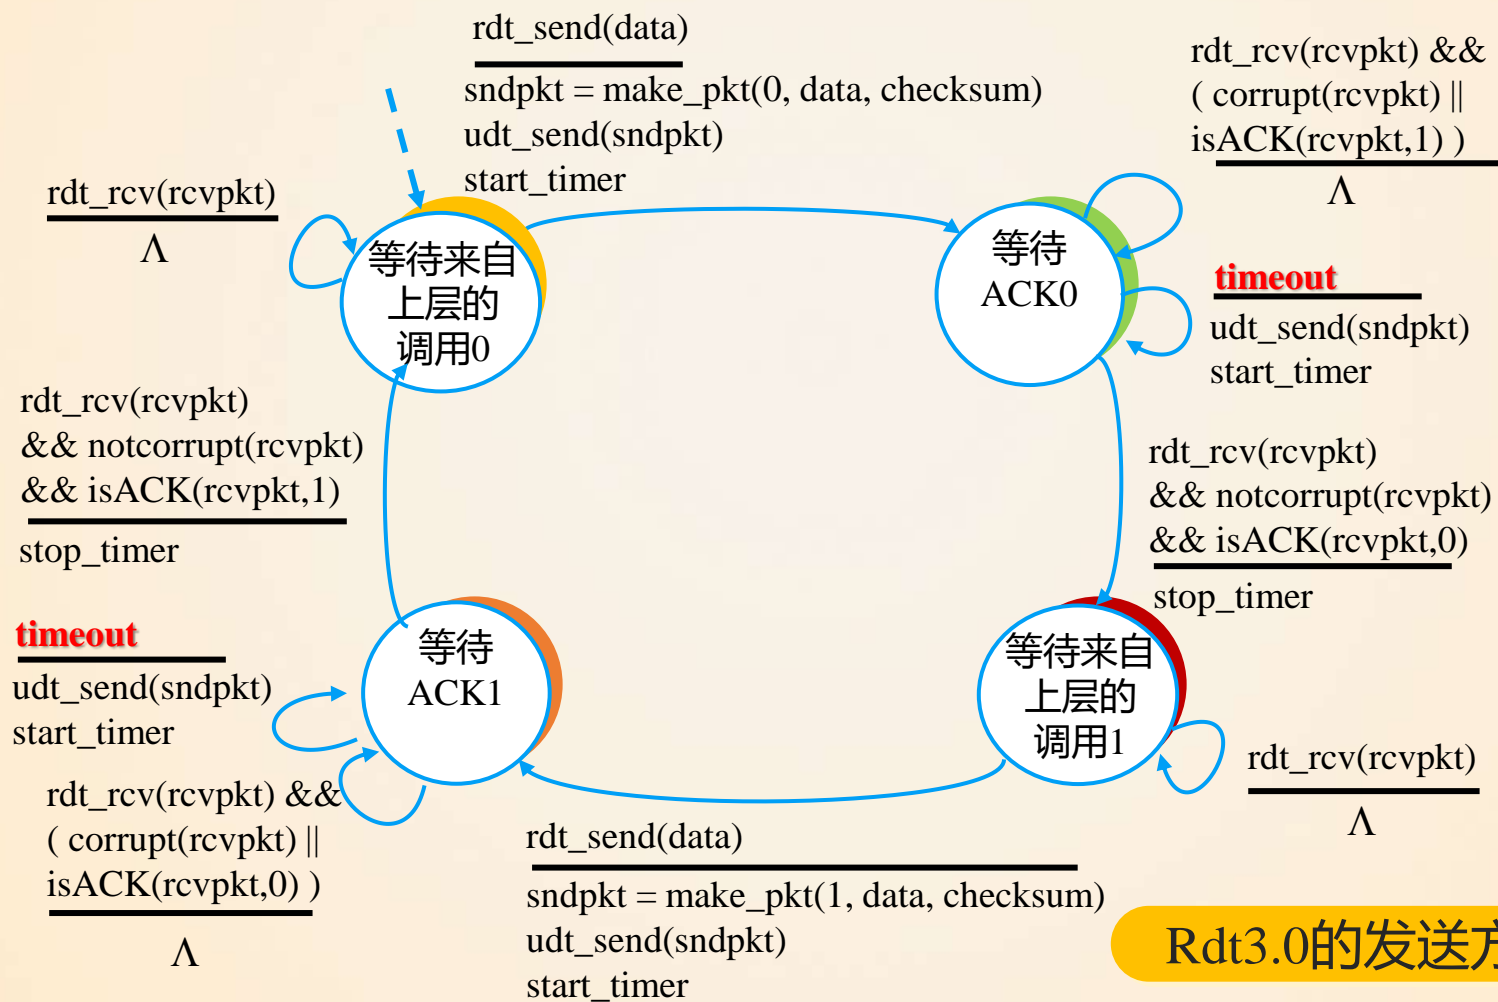 rdt_send(data)
sndpkt = make_pkt(0, data, checksum)
udt_send(sndpkt)
start_timer
rdt_rcv(rcvpkt) &&
( corrupt(rcvpkt) ||
isACK(rcvpkt,1) )
Λ
rdt_rcv(rcvpkt)
Λ
等待来自
上层的
调用0
等待
ACK0
timeout
udt_send(sndpkt)
start_timer
rdt_rcv(rcvpkt)
&& notcorrupt(rcvpkt)
&& isACK(rcvpkt,1)
stop_timer
rdt_rcv(rcvpkt)
&& notcorrupt(rcvpkt)
&& isACK(rcvpkt,0)
stop_timer
timeout
udt_send(sndpkt)
start_timer
等待
ACK1
等待来自
上层的
调用1
rdt_rcv(rcvpkt) &&
( corrupt(rcvpkt) ||
isACK(rcvpkt,0) )
Λ
rdt_rcv(rcvpkt)
Λ
rdt_send(data)
sndpkt = make_pkt(1, data, checksum)
udt_send(sndpkt)
start_timer
Rdt3.0的发送方